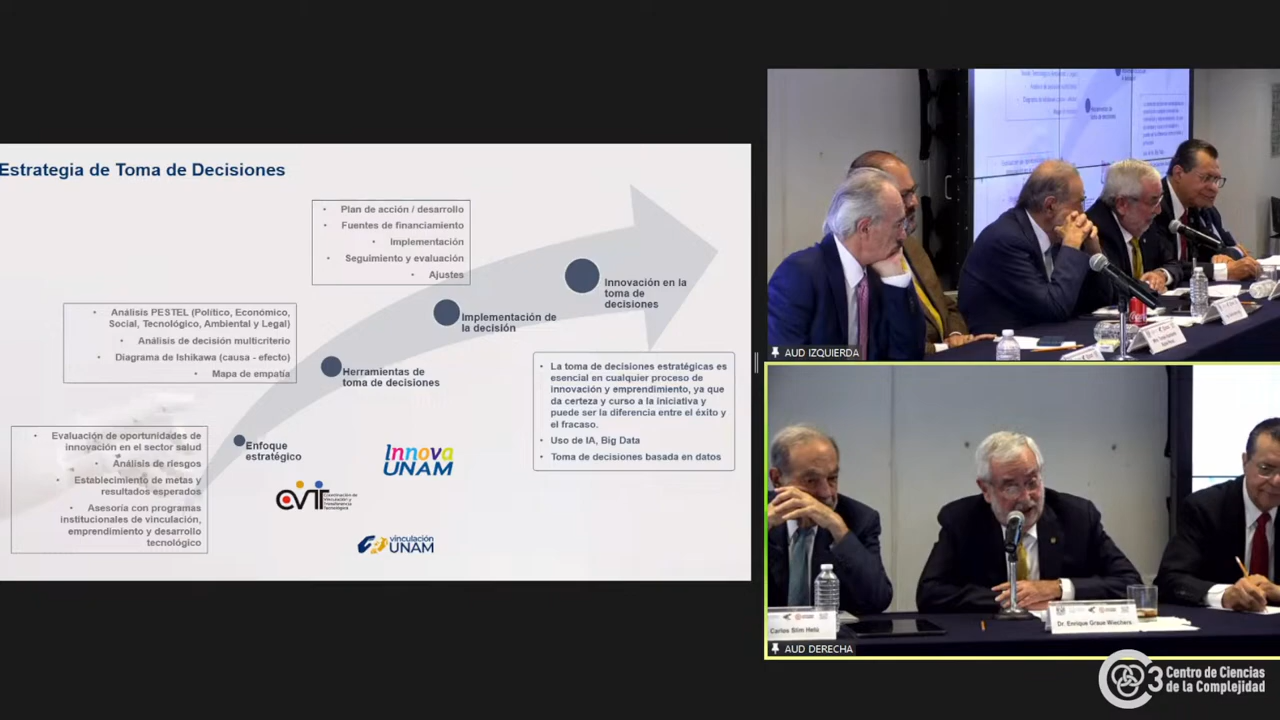 Estrategia de Toma de Decisiones
• Plan de acción / desarrollo
• Fuentes de financiamiento
• Implementación
• Seguimiento y evaluación
• Ajustes
Innovación en la
toma de
decisiones
• Análisis PESTEL (Político, Económico,
Social, Tecnológico, Ambiental y Legal)
• Análisis de decisión multicriterio
• Diagrama de Ishikawa (causa - efecto)
• Mapa de empatía
Implementación de
la decisión
Herramientas de
toma de decisiones
• La toma de decisiones estratégicas es
esencial en cualquier proceso de
innovación y emprendimiento, ya que
da certeza y curso a la iniciativa y
puede ser la diferencia entre el éxito y
el fracaso.
• Uso de IA, Big Data
• Toma de decisiones basada en datos
• Evaluación de oportunidades de
innovación en el sector salud
• Análisis de riesgos
• Establecimiento de metas y
resultados esperados
• Asesoría con programas
institucionales de vinculación,
emprendimiento y desarrollo
tecnológico
Enfoque
estratégico
Innova
UNAM
CVTT
Coordinación de
Vinculación y
Transferencia
Tecnológica
vinculación
UNAM
AUD IZQUIERDA
Carlos Slim Helú
Dr. Enrique Graue Wiechers
AUD DERECHA
C3 Centro de Ciencias
de la Complejidad